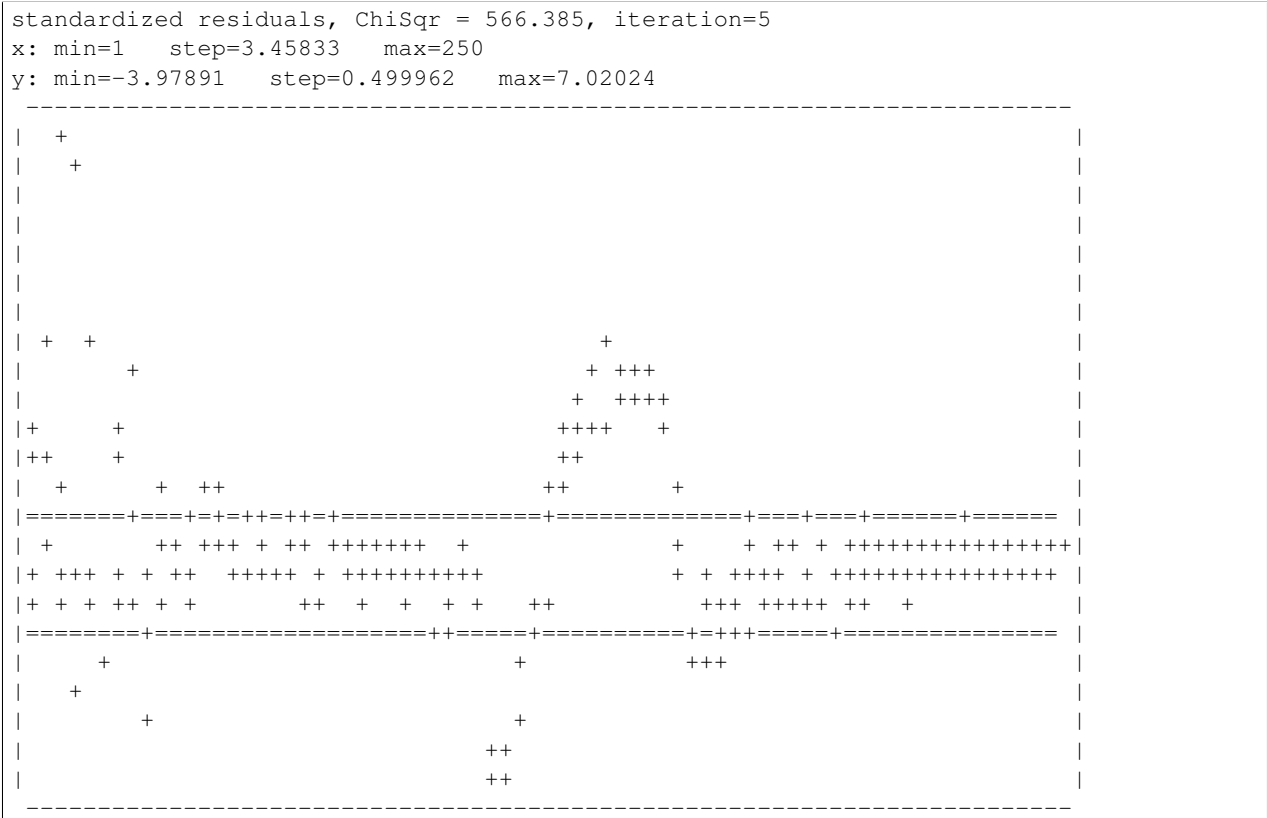 standardized residuals, ChiSqr = 566.385, iteration=5
x: min=1   step=3.45833   max=250
y: min=-3.97891   step=0.499962   max=7.02024
 -------------------------------------------------------------------------
|  +                                                                      |
|   +                                                                     |
|                                                                         |
|                                                                         |
|                                                                         |
|                                                                         |
|                                                                         |
| +  +                                   +                                |
|       +                               + +++                             |
|                                      +  ++++                            |
|+     +                              ++++   +                            |
|++    +                              ++                                  |
|  +      +  ++                      ++       +                           |
|=======+===+=+=++=++=+==============+=============+===+===+======+====== |
| +       ++ +++ + ++ +++++++  +              +    + ++ + ++++++++++++++++|
|+ +++ + + ++  +++++ + ++++++++++             + + ++++ + ++++++++++++++++ |
|+ + + ++ + +       ++  +  +  + +   ++          +++ +++++ ++  +           |
|========+===================++=====+==========+=+++=====+=============== |
|     +                            +           +++                        |
|   +                                                                     |
|        +                         +                                      |
|                                ++                                       |
|                                ++                                       |
 -------------------------------------------------------------------------